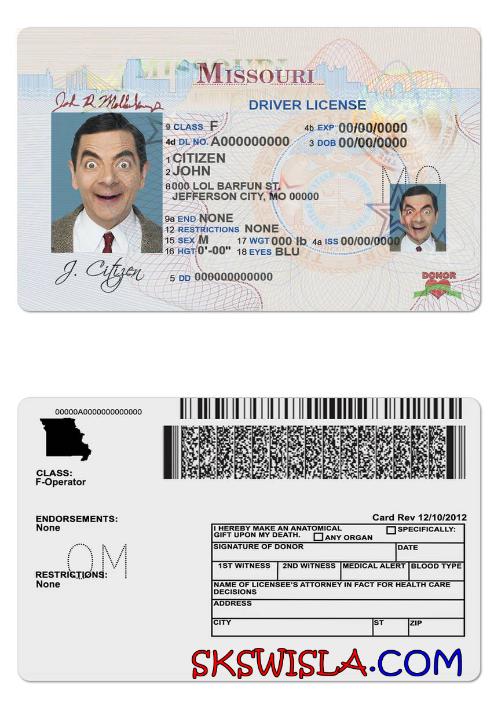 MISSOURI
DRIVER LICENSE
9 CLASS F
4b EXP 00/00/0000
4d DL NO. A000000000
3 DOB 00/00/0000
1 CITIZEN
2 JOHN
8 000 LOL BARFUN ST.
JEFFERSON CITY, MO 00000
9a END NONE
12 RESTRICTIONS NONE
15 SEX M 17 WGT 000 lb 4a ISS 00/00/0000
16 HGT 0'-00" 18 EYES BLU
J. Citizen
5 DD 000000000000
DONOR
00000A0000000000000
CLASS:
F-Operator
Card Rev 12/10/2012
ENDORSEMENTS:
None
I HEREBY MAKE AN ANATOMICAL
GIFT UPON MY DEATH. ANY ORGAN
SPECIFICALLY:
SIGNATURE OF DONOR
DATE
OM
1ST WITNESS 2ND WITNESS MEDICAL ALERT BLOOD TYPE
RESTRICTIONS:
None
NAME OF LICENSEE'S ATTORNEY IN FACT FOR HEALTH CARE
DECISIONS
ADDRESS
CITY ST ZIP
SKSWISLA.COM